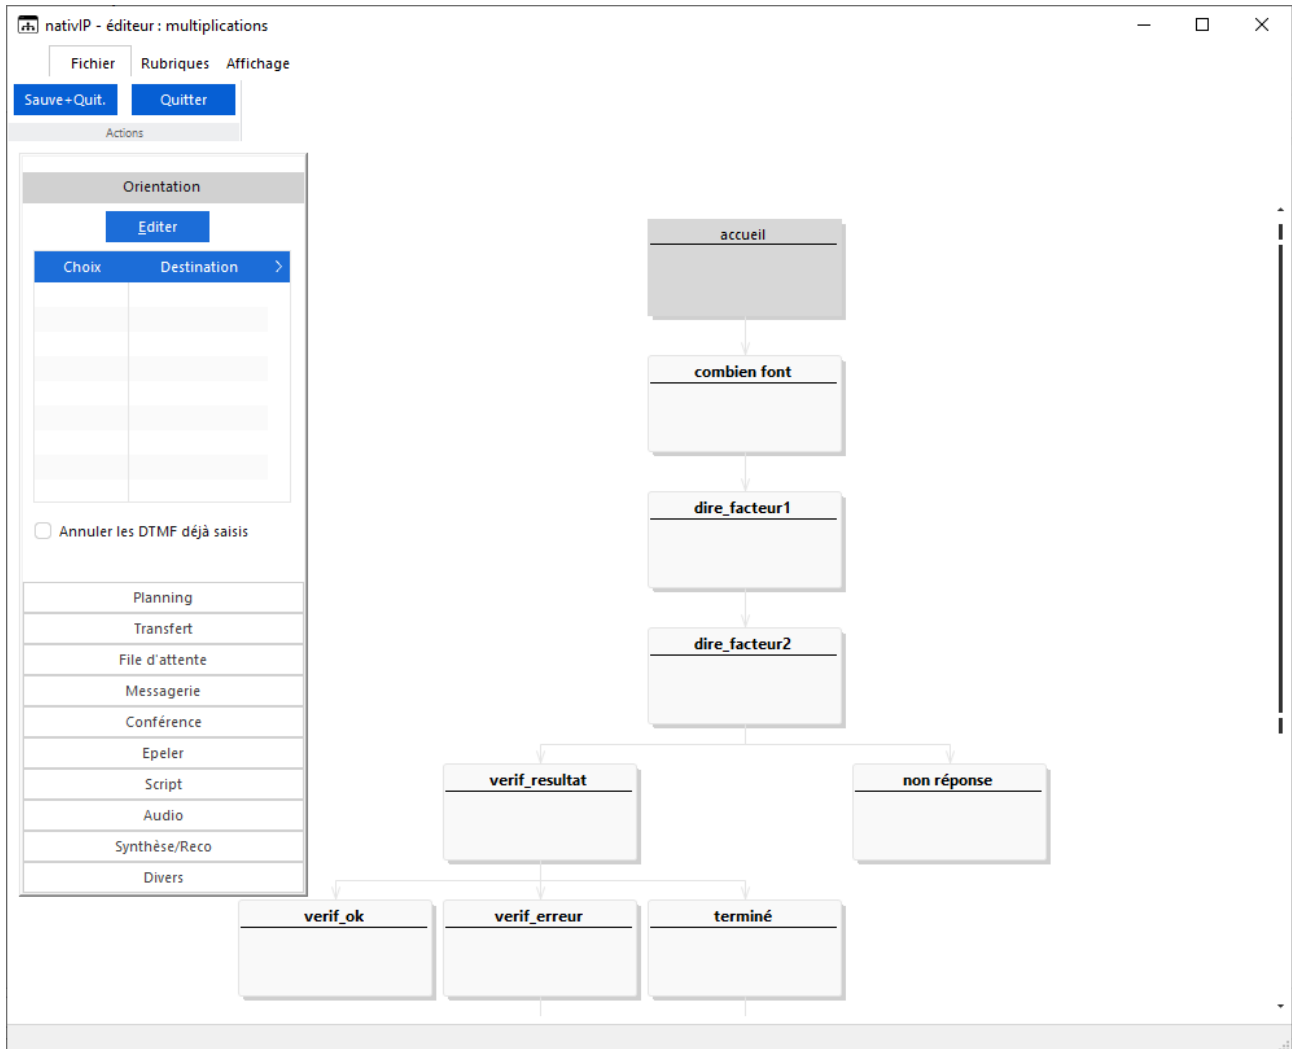 nativIP - éditeur : multiplications
Fichier Rubriques Affichage
Sauve+Quit. Quitter
Actions
Orientation
Editer
Choix Destination >
Annuler les DTMF déjà saisis
Planning
Transfert
File d'attente
Messagerie
Conférence
Epeler
Script
Audio
Synthèse/Reco
Divers
accueil
combien font
dire_facteur1
dire_facteur2
verif_resultat non réponse
verif_ok verif_erreur terminé